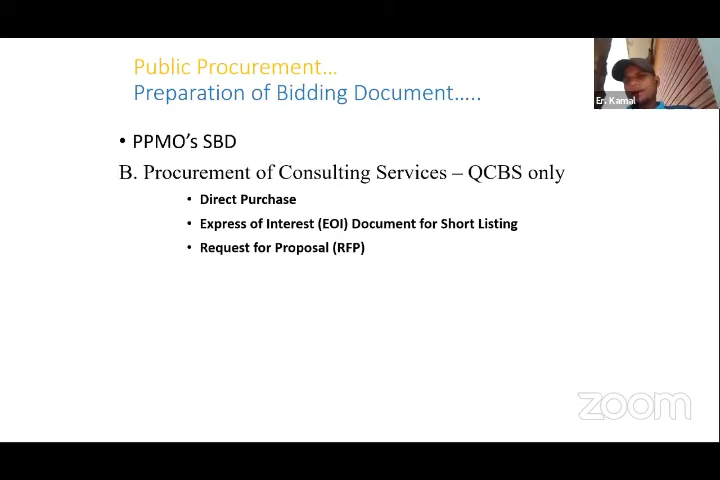 Public Procurement...
Preparation of Bidding Document.....
Er. Kamal
• PPMO's SBD
B. Procurement of Consulting Services – QCBS only
• Direct Purchase
• Express of Interest (EOI) Document for Short Listing
• Request for Proposal (RFP)
zoom